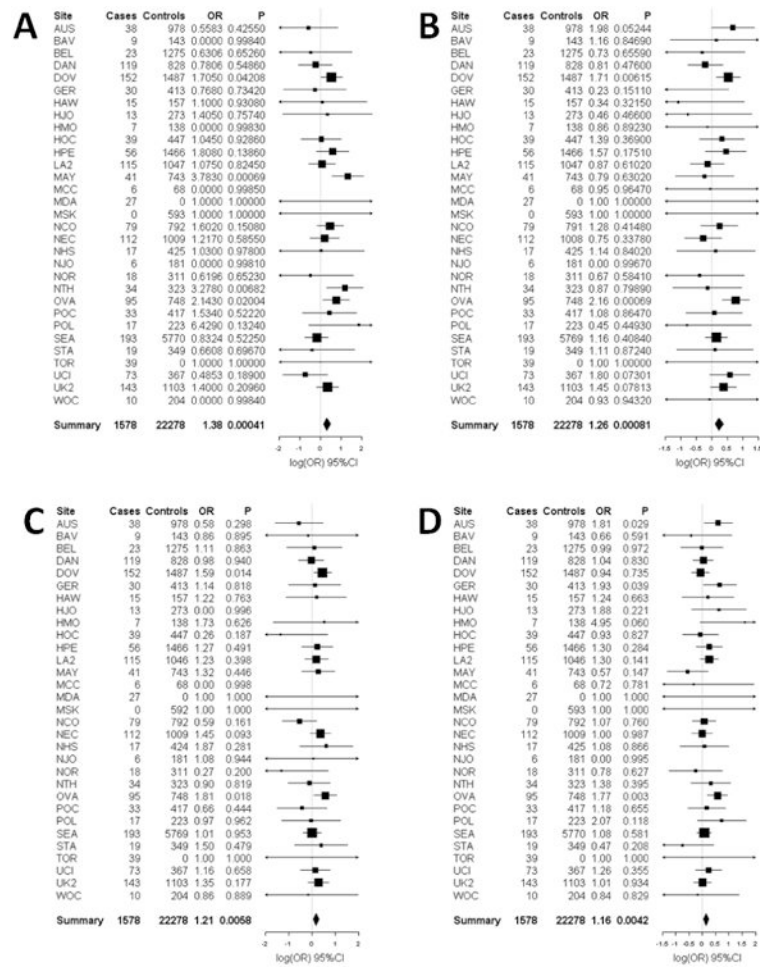 A
Site Cases Controls OR P
AUS 38 978 0.5583 0.42550
BAV 9 143 0.0000 0.99840
BEL 23 1275 0.6306 0.65260
DAN 119 828 0.7806 0.54860
DOV 152 1487 1.7050 0.04208
GER 30 413 0.7680 0.73420
HAW 15 157 1.1000 0.93080
HJO 13 273 1.4050 0.75740
HMO 7 138 0.0000 0.99830
HOC 39 447 1.0450 0.92860
HPE 56 1466 1.8080 0.13860
LA2 115 1047 1.0750 0.82450
MAY 41 743 3.7830 0.00069
MCC 6 68 0.0000 0.99850
MDA 27 0 1.0000 1.00000
MSK 0 593 1.0000 1.00000
NCO 79 792 1.6020 0.15080
NEC 112 1009 1.2170 0.58550
NHS 17 425 1.0300 0.97800
NJO 6 181 0.0000 0.99810
NOR 18 311 0.6196 0.65230
NTH 34 323 3.2780 0.00682
OVA 95 748 2.1430 0.02004
POC 33 417 1.5340 0.52220
POL 17 223 6.4290 0.13240
SEA 193 5770 0.8324 0.52250
STA 19 349 0.6608 0.69670
TOR 39 0 1.0000 1.00000
UCI 73 367 0.4853 0.18900
UK2 143 1103 1.4000 0.20960
WOC 10 204 0.0000 0.99840
Summary 1578 22278 1.38 0.00041
-2 -1 0 1 2
log(OR) 95%CI
B
Site Cases Controls OR P
AUS 38 978 1.98 0.05244
BAV 9 143 1.16 0.84690
BEL 23 1275 0.73 0.65590
DAN 119 828 0.81 0.47600
DOV 152 1487 1.71 0.00615
GER 30 413 0.23 0.15110
HAW 15 157 0.34 0.32150
HJO 13 273 0.46 0.46600
HMO 7 138 0.86 0.89230
HOC 39 447 1.39 0.36900
HPE 56 1466 1.57 0.17510
LA2 115 1047 0.87 0.61020
MAY 41 743 0.79 0.63020
MCC 6 68 0.95 0.96470
MDA 27 0 1.00 1.00000
MSK 0 593 1.00 1.00000
NCO 79 791 1.28 0.41480
NEC 112 1008 0.75 0.33780
NHS 17 425 1.14 0.84020
NJO 6 181 0.00 0.99670
NOR 18 311 0.67 0.58410
NTH 34 323 0.87 0.79890
OVA 95 748 2.16 0.00069
POC 33 417 1.08 0.86470
POL 17 223 0.45 0.44930
SEA 193 5769 1.16 0.40840
STA 19 349 1.11 0.87240
TOR 39 0 1.00 1.00000
UCI 73 367 1.80 0.07301
UK2 143 1103 1.45 0.07813
WOC 10 204 0.93 0.94320
Summary 1578 22278 1.26 0.00081
-1.5 -1 -0.5 0 0.5 1 1.5
log(OR) 95%CI
C
Site Cases Controls OR P
AUS 38 978 0.58 0.298
BAV 9 143 0.86 0.895
BEL 23 1275 1.11 0.863
DAN 119 828 0.98 0.940
DOV 152 1487 1.59 0.014
GER 30 413 1.14 0.818
HAW 15 157 1.22 0.763
HJO 13 273 0.00 0.996
HMO 7 138 1.73 0.626
HOC 39 447 0.26 0.187
HPE 56 1466 1.27 0.491
LA2 115 1046 1.23 0.398
MAY 41 743 1.32 0.446
MCC 6 68 0.00 0.998
MDA 27 0 1.00 1.000
MSK 0 592 1.00 1.000
NCO 79 792 0.59 0.161
NEC 112 1009 1.45 0.093
NHS 17 424 1.87 0.281
NJO 6 181 1.08 0.944
NOR 18 311 0.27 0.200
NTH 34 323 0.90 0.819
OVA 95 748 1.81 0.018
POC 33 417 0.66 0.444
POL 17 223 0.97 0.962
SEA 193 5769 1.01 0.953
STA 19 349 1.50 0.479
TOR 39 0 1.00 1.000
UCI 73 367 1.16 0.658
UK2 143 1103 1.35 0.177
WOC 10 204 0.86 0.889
Summary 1578 22278 1.21 0.0058
-2 -1 0 1 2
log(OR) 95%CI
D
Site Cases Controls OR P
AUS 38 978 1.81 0.029
BAV 9 143 0.66 0.591
BEL 23 1275 0.99 0.972
DAN 119 828 1.04 0.830
DOV 152 1487 0.94 0.735
GER 30 413 1.93 0.039
HAW 15 157 1.24 0.663
HJO 13 273 1.88 0.221
HMO 7 138 4.95 0.060
HOC 39 447 0.93 0.827
HPE 56 1466 1.30 0.284
LA2 115 1047 1.30 0.141
MAY 41 743 0.57 0.147
MCC 6 68 0.72 0.781
MDA 27 0 1.00 1.000
MSK 0 593 1.00 1.000
NCO 79 792 1.07 0.760
NEC 112 1009 1.00 0.987
NHS 17 425 1.08 0.866
NJO 6 181 0.00 0.995
NOR 18 311 0.78 0.627
NTH 34 323 1.38 0.395
OVA 95 748 1.77 0.003
POC 33 417 1.18 0.655
POL 17 223 2.07 0.118
SEA 193 5770 1.08 0.581
STA 19 349 0.47 0.208
TOR 39 0 1.00 1.000
UCI 73 367 1.26 0.355
UK2 143 1103 1.01 0.934
WOC 10 204 0.84 0.829
Summary 1578 22278 1.16 0.0042
-2 -1.5 -1 -0.5 0 0.5 1 1.5 2
log(OR) 95%CI